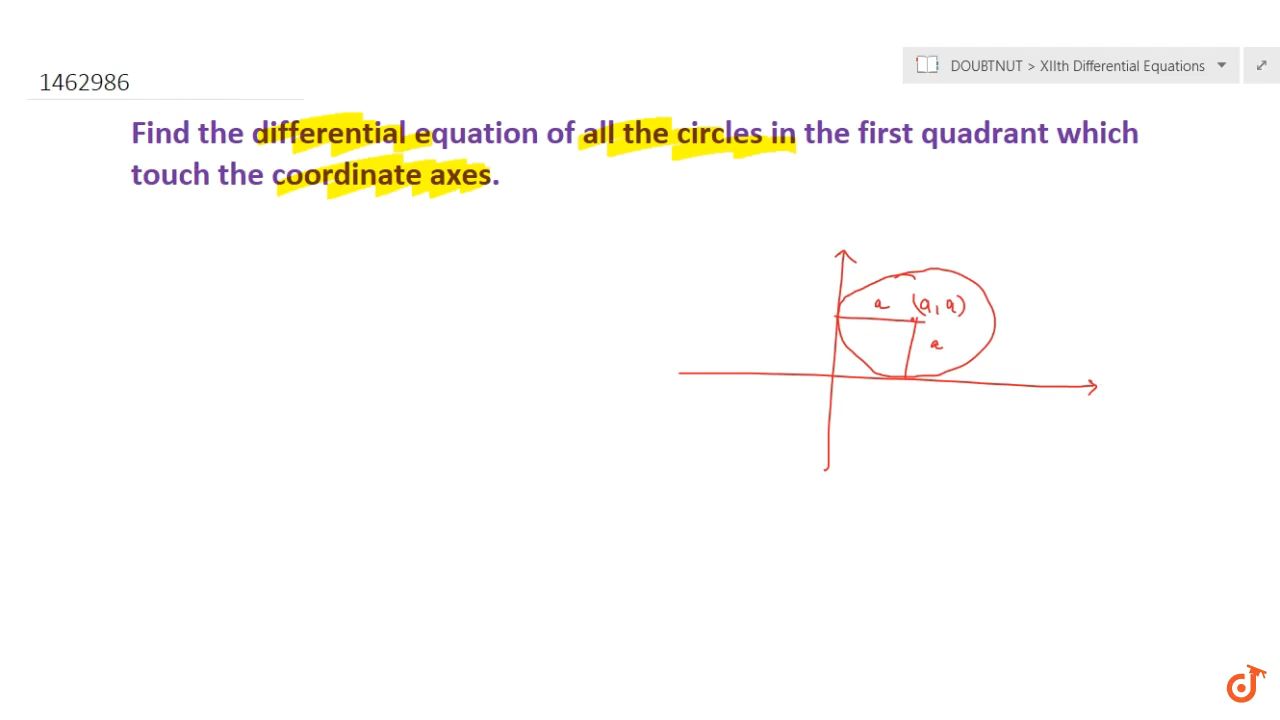 1462986
DOUBTNUT > XIIth Differential Equations
Find the differential equation of all the circles in the first quadrant which
touch the coordinate axes.
a (a, a)
a